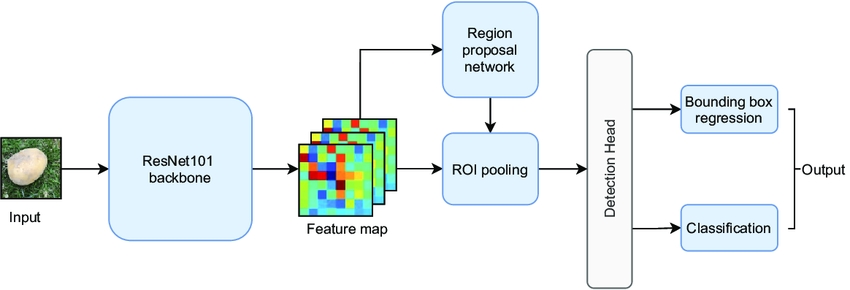 Input
ResNet101
backbone
Feature map
Region
proposal
network
ROI pooling
Detection Head
Bounding box
regression
Classification
Output